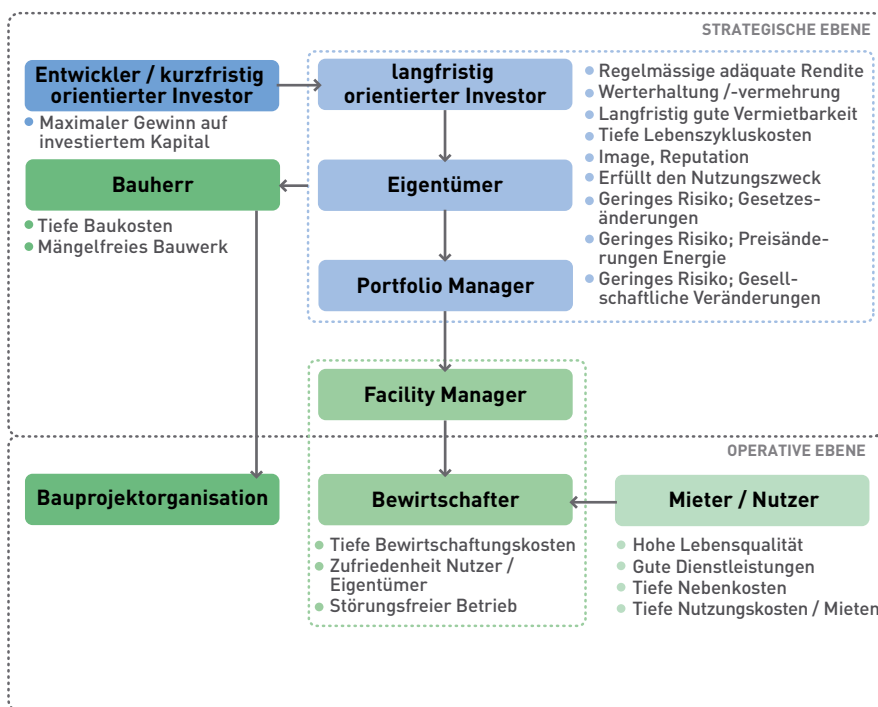 STRATEGISCHE EBENE
Entwickler / kurzfristig
orientierter Investor
Maximaler Gewinn auf
investiertem Kapital
langfristig
orientierter Investor
Regelmässige adäquate Rendite
Werterhaltung /-vermehrung
Langfristig gute Vermietbarkeit
Tiefe Lebenszykluskosten
Image, Reputation
Erfüllt den Nutzungszweck
Geringes Risiko; Gesetzes-
änderungen
Geringes Risiko; Preisände-
rungen Energie
Geringes Risiko; Gesell-
schaftliche Veränderungen
Bauherr
Tiefe Baukosten
Mängelfreies Bauwerk
Eigentümer
Portfolio Manager
Facility Manager
OPERATIVE EBENE
Bauprojektorganisation
Bewirtschafter
Tiefe Bewirtschaftungskosten
Zufriedenheit Nutzer /
Eigentümer
Störungsfreier Betrieb
Mieter / Nutzer
Hohe Lebensqualität
Gute Dienstleistungen
Tiefe Nebenkosten
Tiefe Nutzungskosten / Mieten